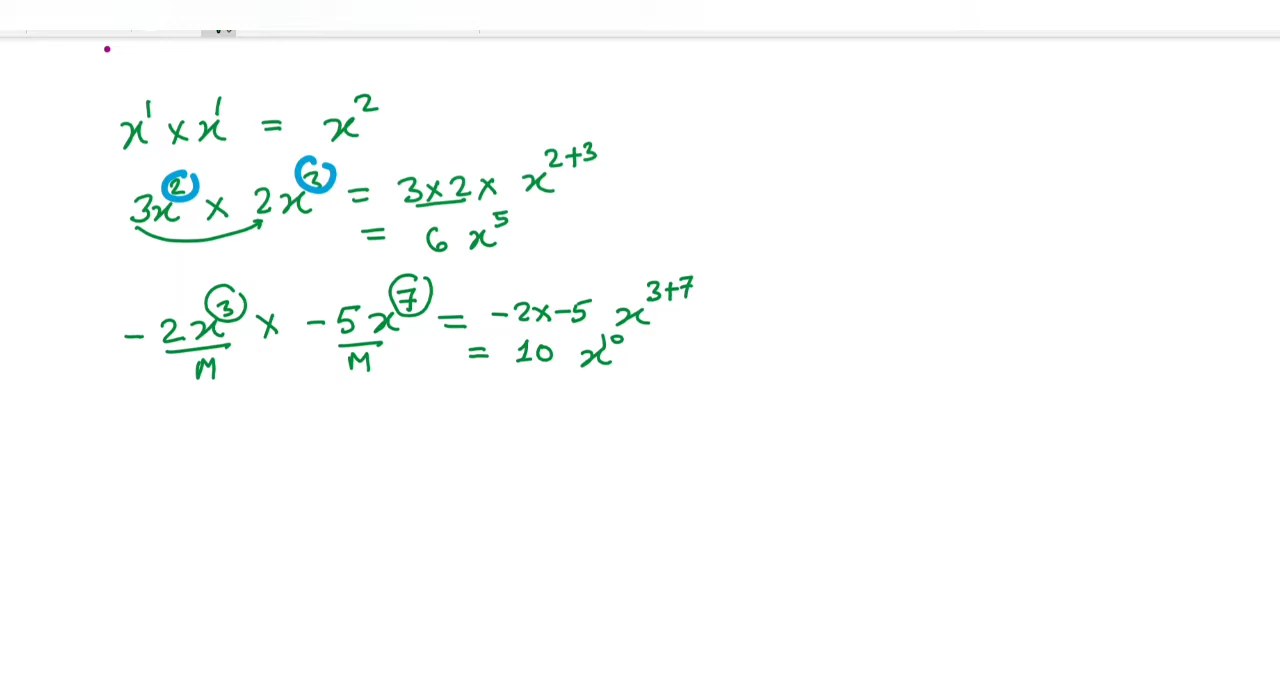 x¹ × x¹ = x²
3x² × 2x³ = 3×2 × x²⁺³
= 6 x⁵
-2x³ × -5x⁷ = -2×-5 x³⁺⁷
= 10 x¹⁰
M M